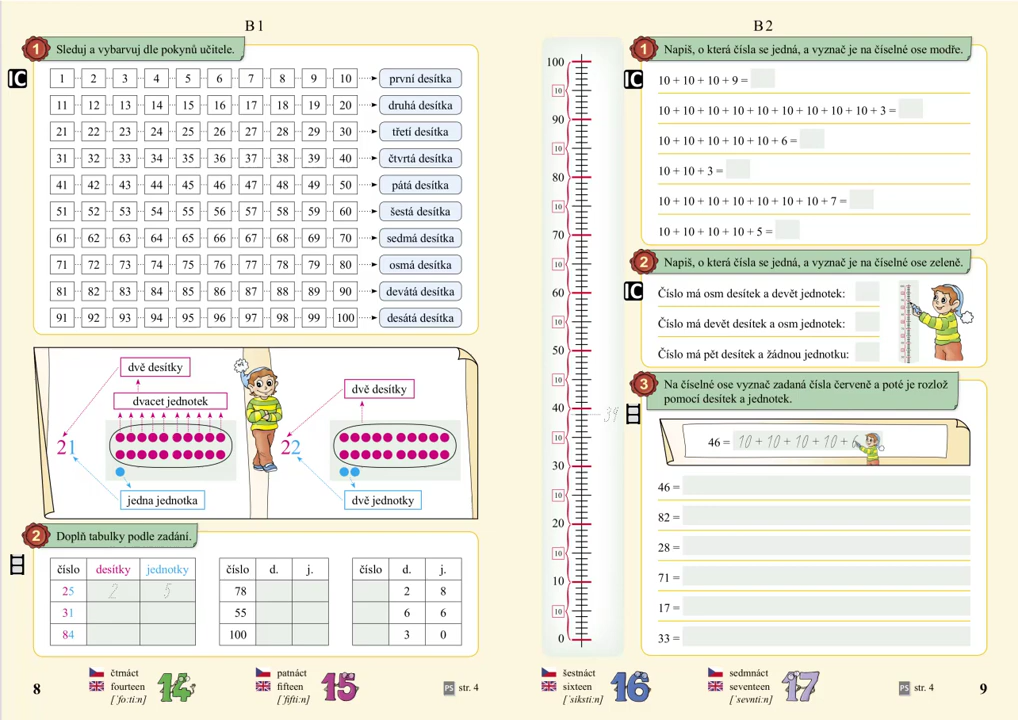 B 1
1 Sleduj a vybarvuj dle pokynů učitele.
1 2 3 4 5 6 7 8 9 10 první desítka
11 12 13 14 15 16 17 18 19 20 druhá desítka
21 22 23 24 25 26 27 28 29 30 třetí desítka
31 32 33 34 35 36 37 38 39 40 čtvrtá desítka
41 42 43 44 45 46 47 48 49 50 pátá desítka
51 52 53 54 55 56 57 58 59 60 šestá desítka
61 62 63 64 65 66 67 68 69 70 sedmá desítka
71 72 73 74 75 76 77 78 79 80 osmá desítka
81 82 83 84 85 86 87 88 89 90 devátá desítka
91 92 93 94 95 96 97 98 99 100 desátá desítka
dvě desítky
dvacet jednotek
21
jedna jednotka
dvě desítky
22
dvě jednotky
2 Doplň tabulky podle zadání.
číslo desítky jednotky
25 2 5
31
84
číslo d. j.
78
55
100
číslo d. j.
2 8
6 6
3 0
8
čtrnáct
fourteen
[ˈfo:ti:n]
14
patnáct
fifteen
[ˈfifti:n]
15
PS str. 4
B 2
100
10
90
10
80
10
70
10
60
10
50
10
40
39
10
30
10
20
10
10
10
0
1 Napiš, o která čísla se jedná, a vyznač je na číselné ose modře.
10 + 10 + 10 + 9 =
10 + 10 + 10 + 10 + 10 + 10 + 10 + 10 + 10 + 3 =
10 + 10 + 10 + 10 + 10 + 6 =
10 + 10 + 3 =
10 + 10 + 10 + 10 + 10 + 10 + 10 + 7 =
10 + 10 + 10 + 10 + 5 =
2 Napiš, o která čísla se jedná, a vyznač je na číselné ose zeleně.
Číslo má osm desítek a devět jednotek:
Číslo má devět desítek a osm jednotek:
Číslo má pět desítek a žádnou jednotku:
3 Na číselné ose vyznač zadaná čísla červeně a poté je rozlož
pomocí desítek a jednotek.
46 = 10 + 10 + 10 + 10 + 6
46 =
82 =
28 =
71 =
17 =
33 =
šestnáct
sixteen
[ˈsiksti:n]
16
sedmnáct
seventeen
[ˈsevnti:n]
17
PS str. 4
9